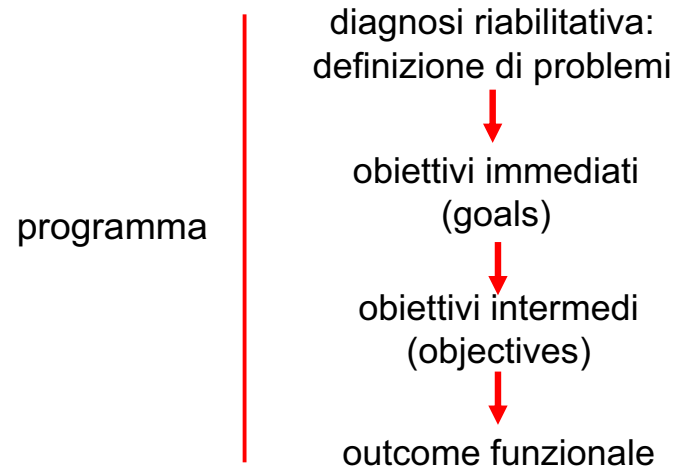 programma
diagnosi riabilitativa:
definizione di problemi
obiettivi immediati
(goals)
obiettivi intermedi
(objectives)
outcome funzionale